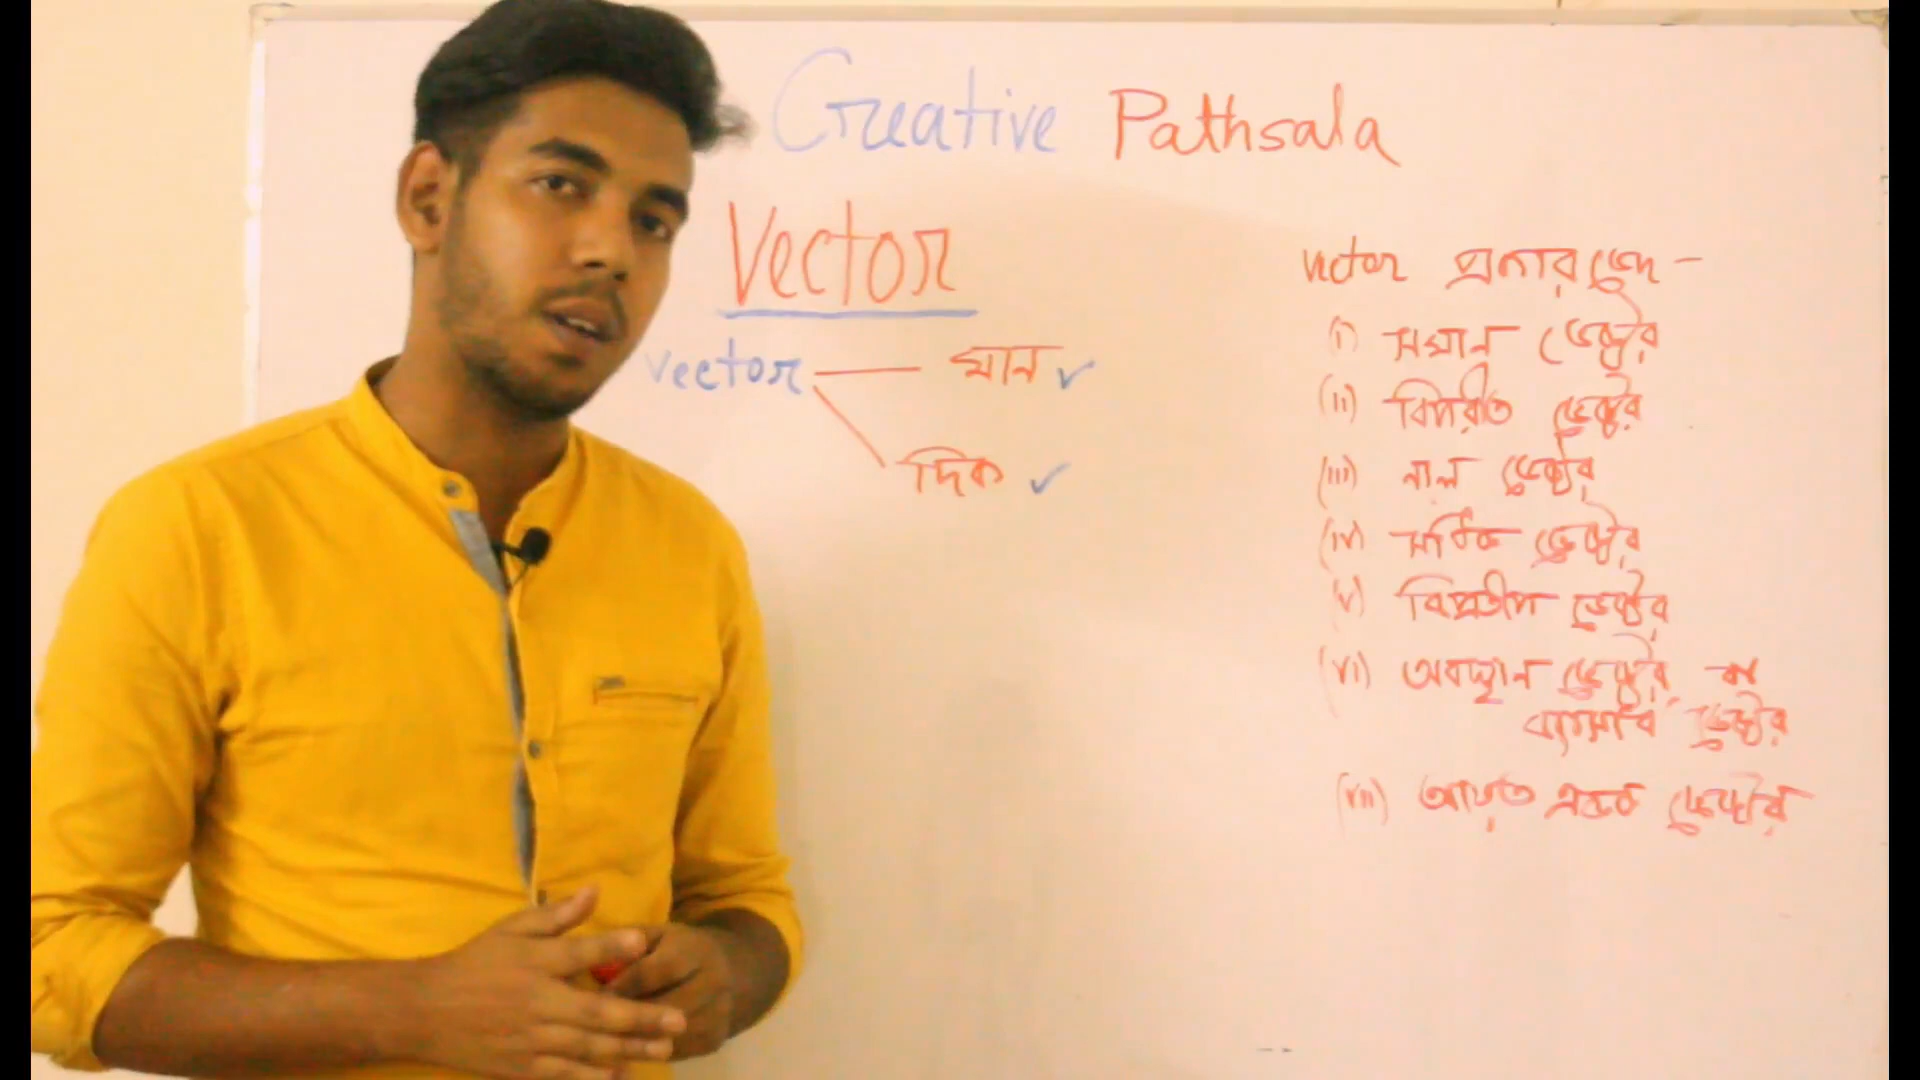 Creative Pathsala
Vector
vector — মান ✓
দিক ✓
vector প্রকারভেদ -
(i) সমান ভেক্টর
(ii) বিপরীত ভেক্টর
(iii) নাল ভেক্টর
(iv) সঠিক ভেক্টর
(v) বিপ্রতীপ ভেক্টর
(vi) অবস্থান ভেক্টর, বা
ব্যাসার্ধ ভেক্টর
(vii) আয়ত একক ভেক্টর